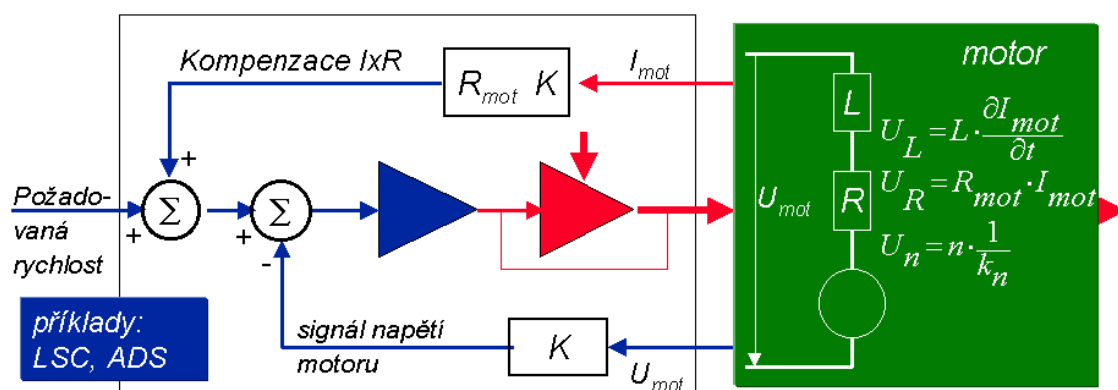 Kompenzace IxR
R_mot K
I_mot
motor
L
U_L = L · ∂I_mot / ∂t
+
Požado-
vaná
rychlost
Σ
+
Σ
+
-
U_mot
R
U_R = R_mot · I_mot
U_n = n · 1 / k_n
příklady:
LSC, ADS
signál napětí
motoru
K
U_mot